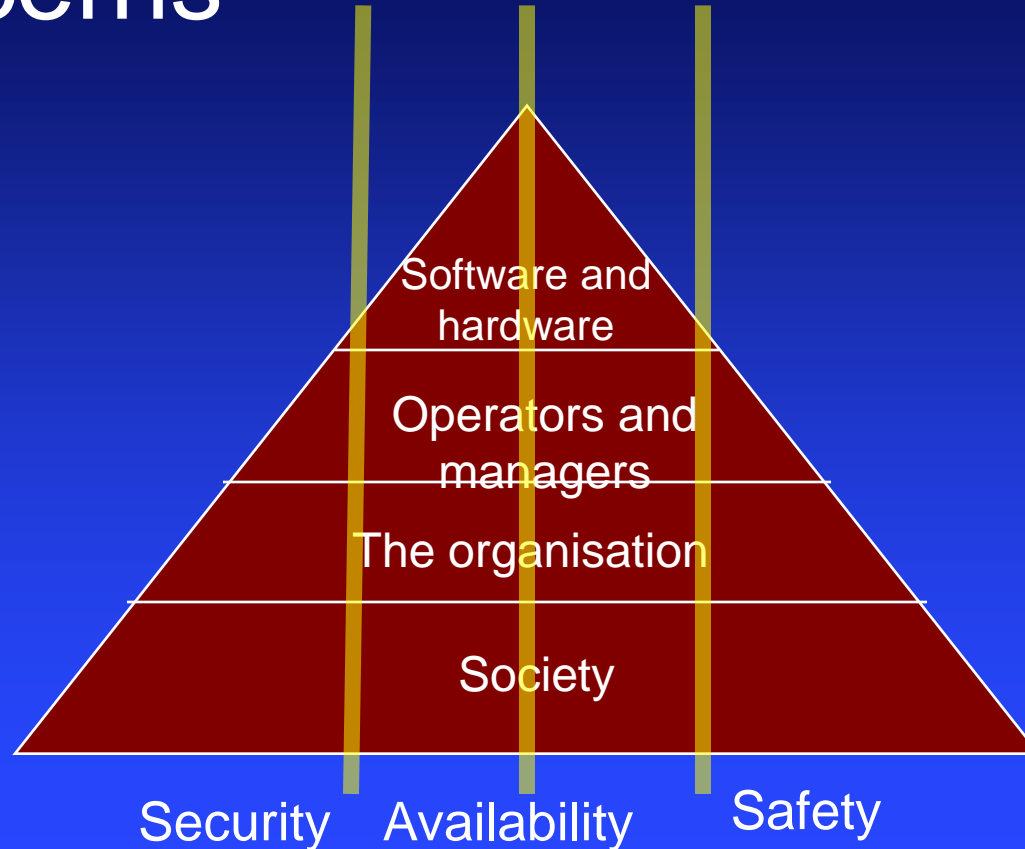 Software and
hardware
Operators and
managers
The organisation
Society
Security Availability Safety